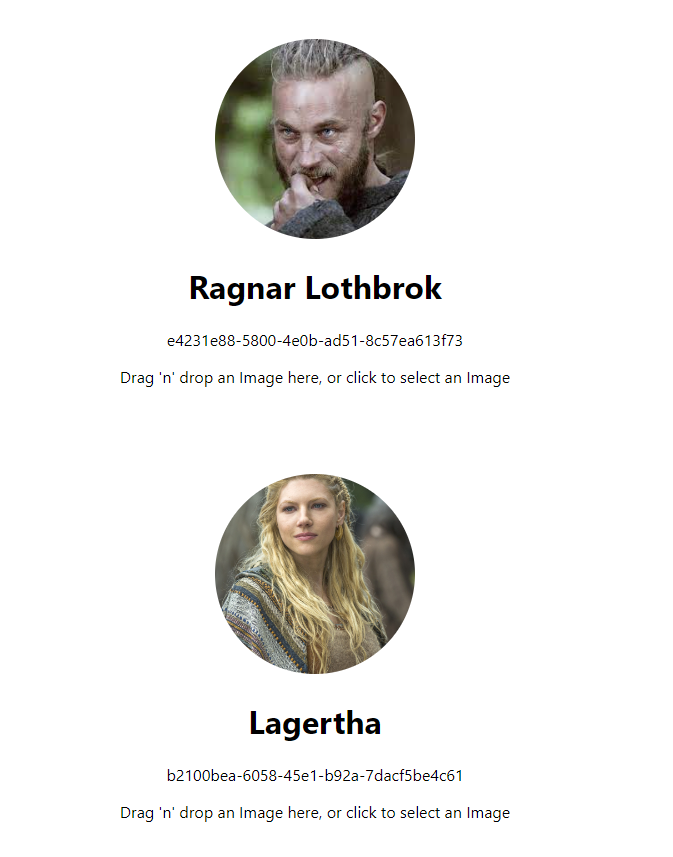 Ragnar Lothbrok
e4231e88-5800-4e0b-ad51-8c57ea613f73
Drag 'n' drop an Image here, or click to select an Image
Lagertha
b2100bea-6058-45e1-b92a-7dacf5be4c61
Drag 'n' drop an Image here, or click to select an Image